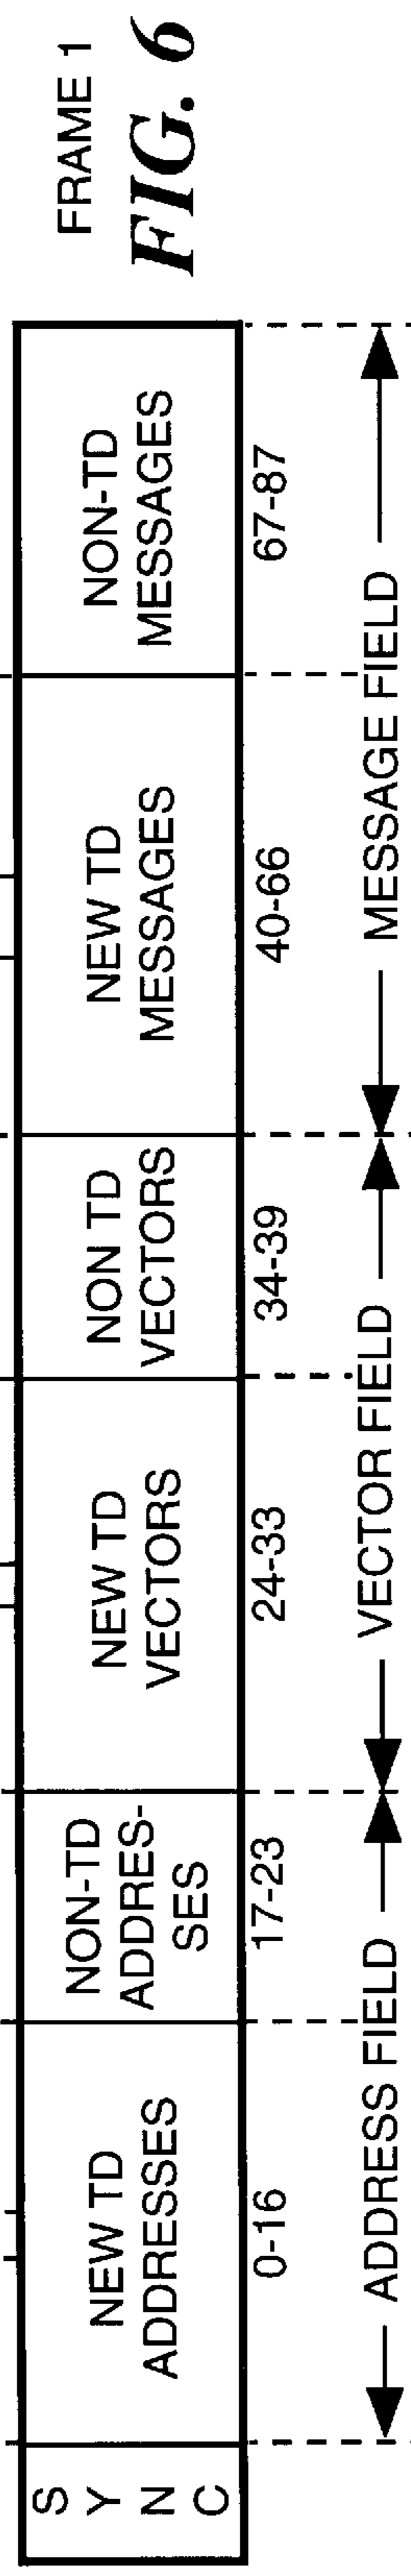 FRAME 1
FIG. 6
S
Y
N
C
NEW TD
ADDRESSES
NON-TD
ADDRES-
SES
NEW TD
VECTORS
NON TD
VECTORS
NEW TD
MESSAGES
NON-TD
MESSAGES
0-16
17-23
24-33
34-39
40-66
67-87
ADDRESS FIELD
VECTOR FIELD
MESSAGE FIELD